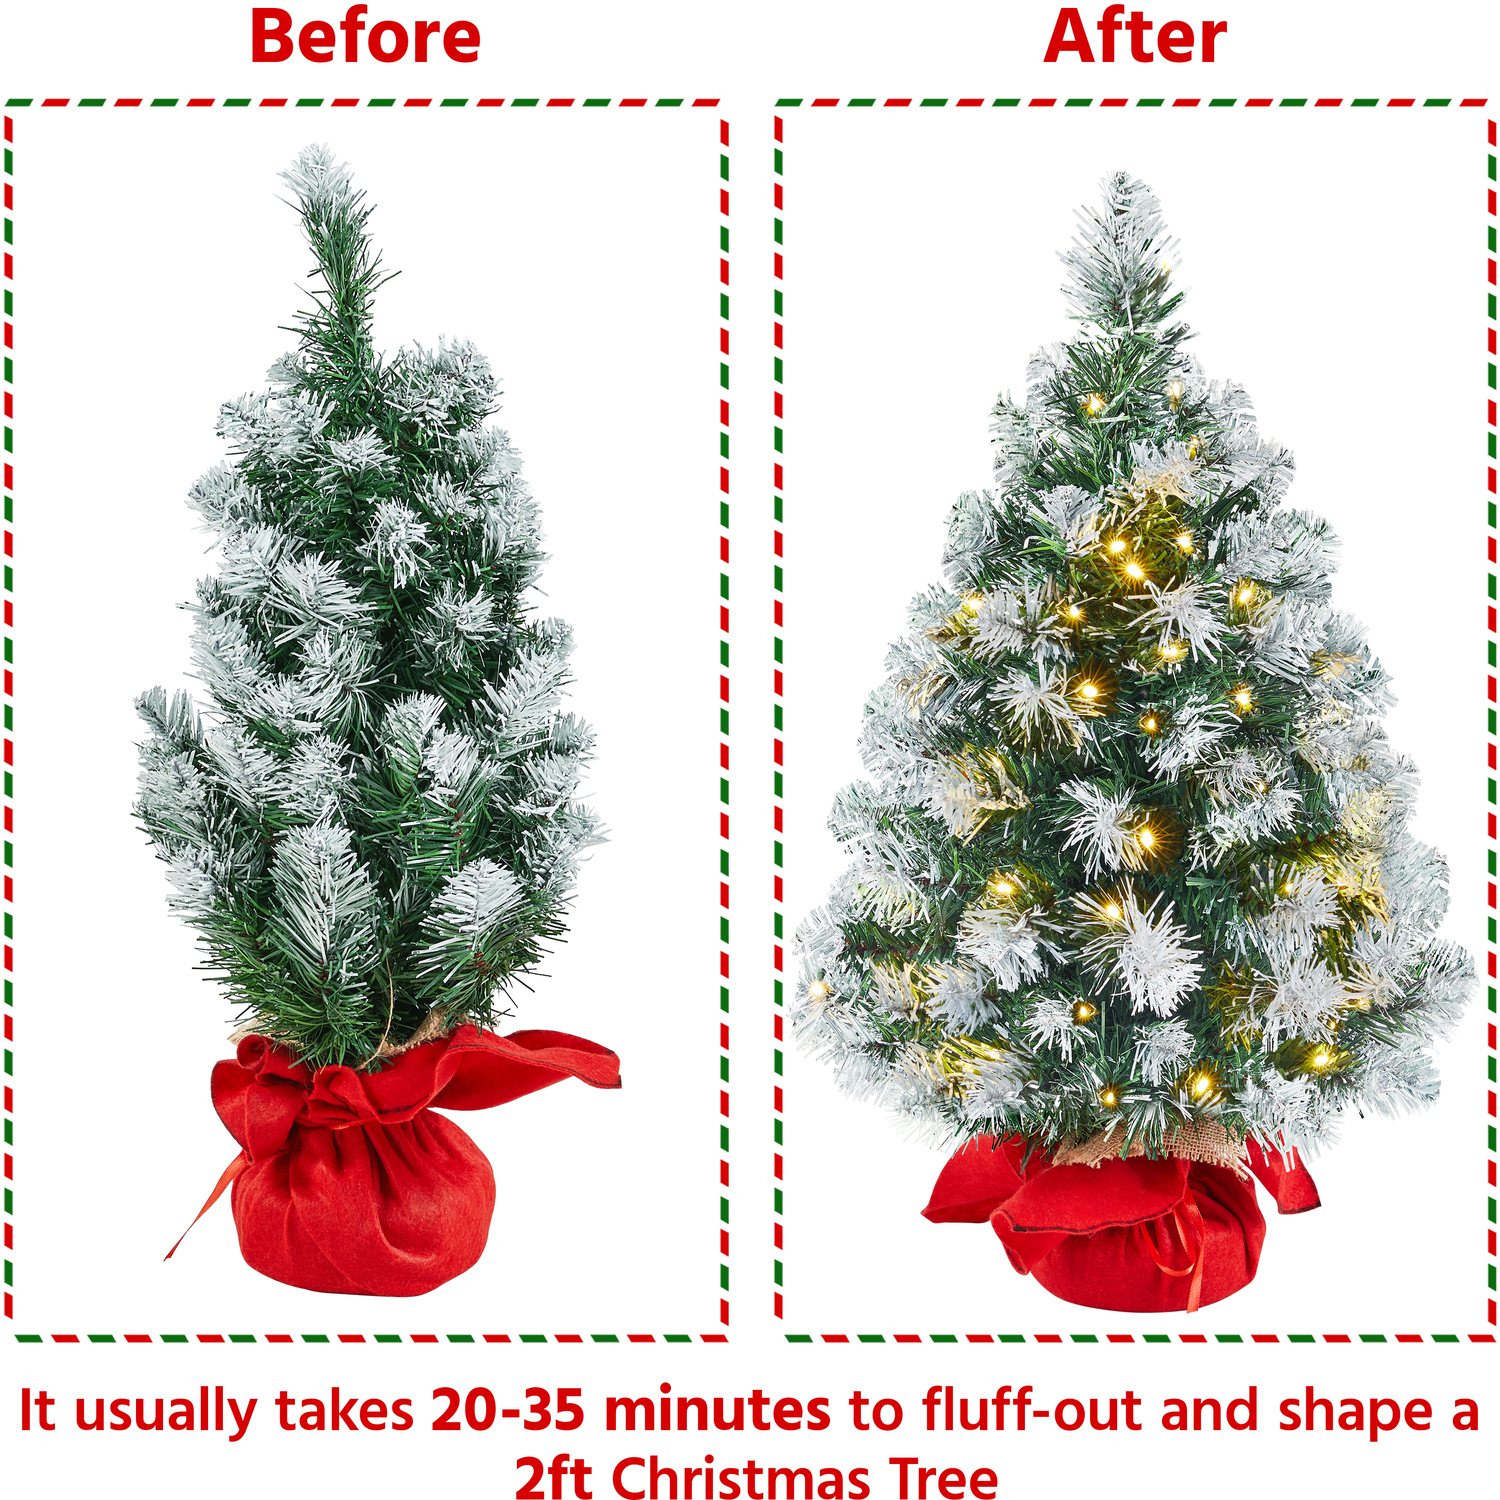 Before
After
It usually takes 20-35 minutes to fluff-out and shape a
2ft Christmas Tree